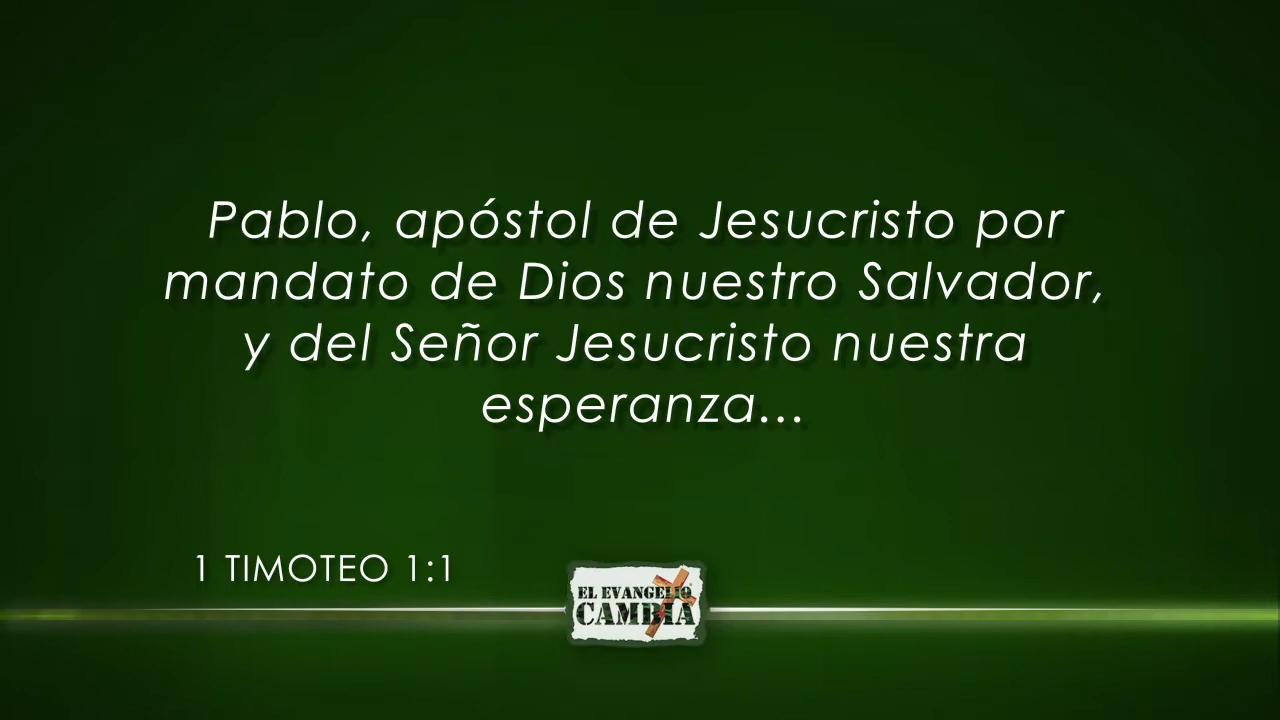 Pablo, apóstol de Jesucristo por
mandato de Dios nuestro Salvador,
y del Señor Jesucristo nuestra
esperanza...
1 TIMOTEO 1:1
EL EVANGELIO
CAMBIA